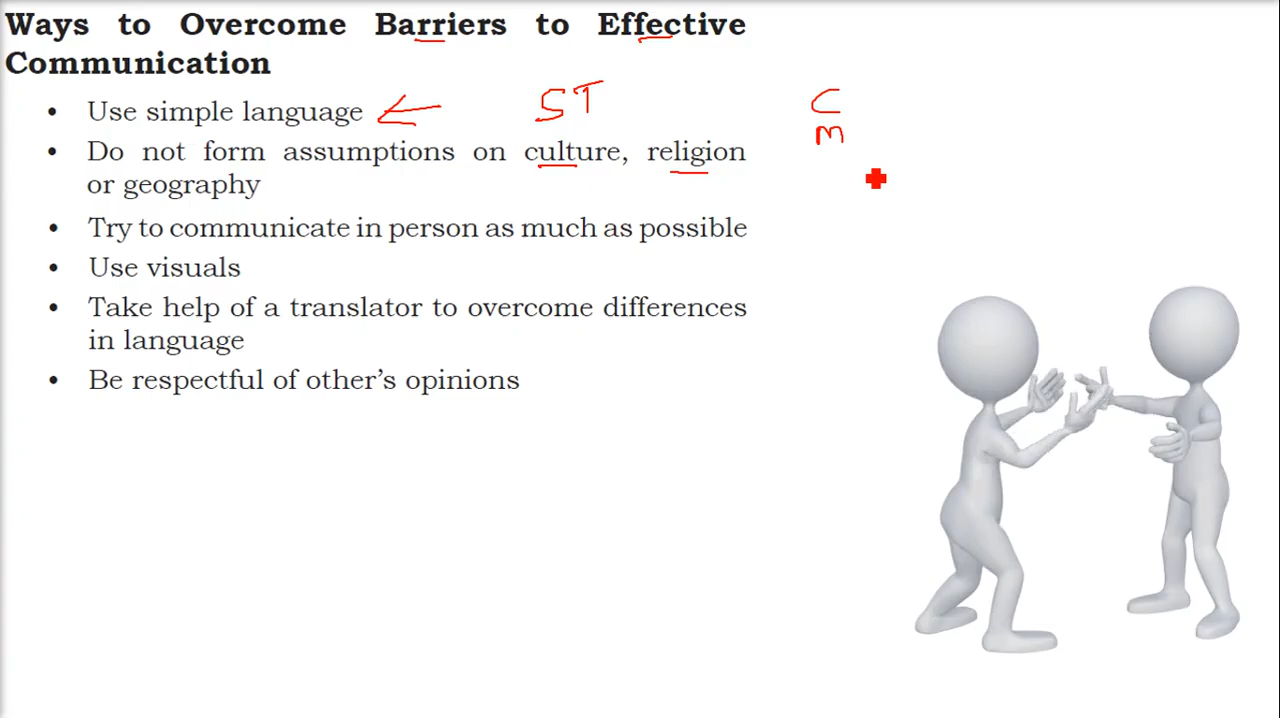 Ways to Overcome Barriers to Effective
Communication
• Use simple language
ST
C
M
• Do not form assumptions on culture, religion
or geography
• Try to communicate in person as much as possible
• Use visuals
• Take help of a translator to overcome differences
in language
• Be respectful of other’s opinions